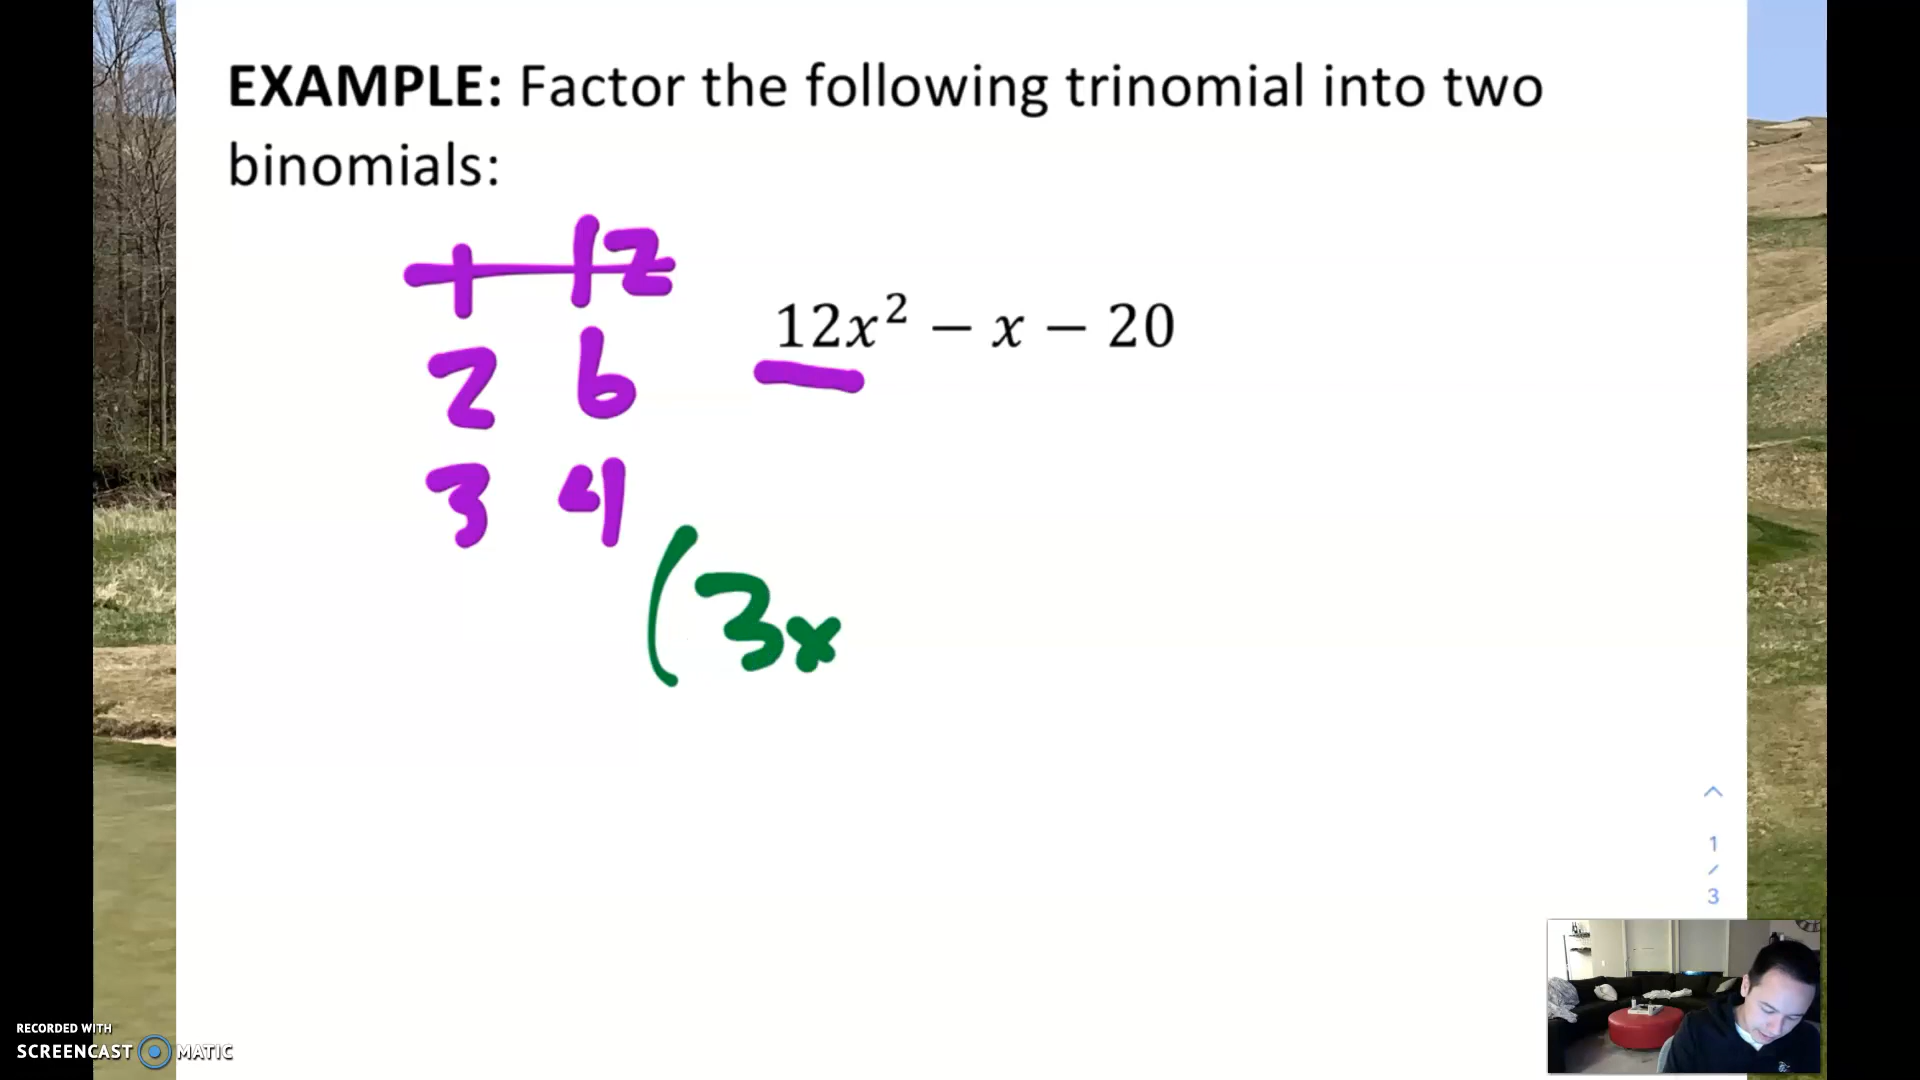 EXAMPLE: Factor the following trinomial into two
binomials:
1 12
2 6
3 4
12x² − x − 20
(3x
1
/
3
RECORDED WITH
SCREENCAST MATIC